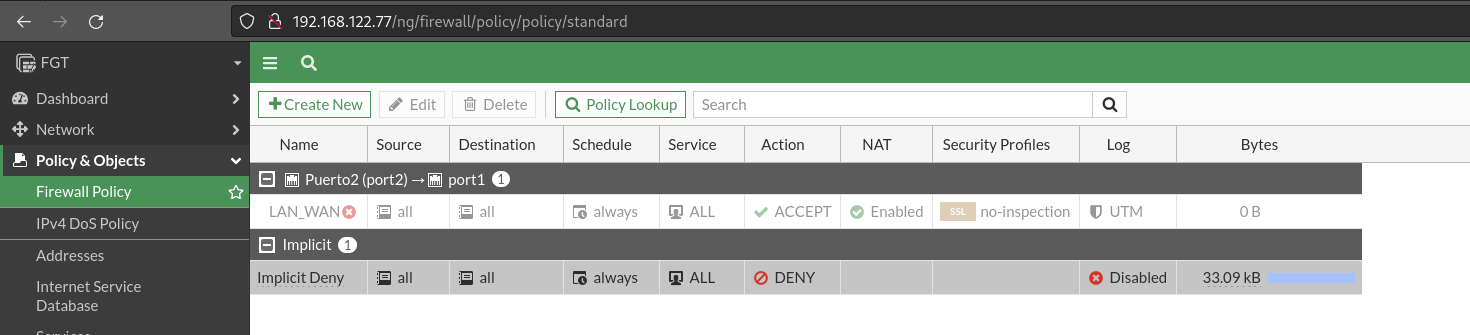 192.168.122.77/ng/firewall/policy/policy/standard
FGT
Dashboard
Network
Policy & Objects
Firewall Policy
IPv4 DoS Policy
Addresses
Internet Service
Database
Services
Create New Edit Delete Policy Lookup Search
Name Source Destination Schedule Service Action NAT Security Profiles Log Bytes
Puerto2 (port2) → port1 1
LAN_WAN all all always ALL ACCEPT Enabled SSL no-inspection UTM 0 B
Implicit 1
Implicit Deny all all always ALL DENY Disabled 33.09 kB